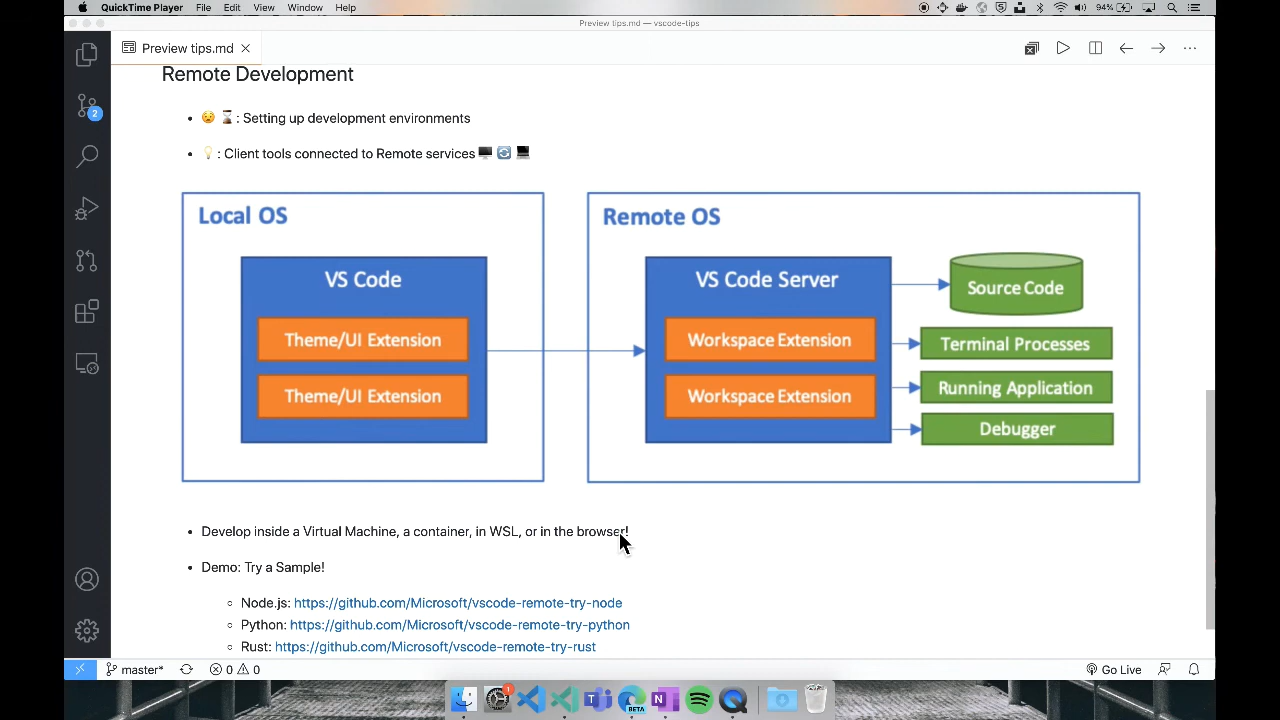 QuickTime Player File Edit View Window Help 94%
Preview tips.md — vscode-tips
Preview tips.md
Remote Development
: Setting up development environments
: Client tools connected to Remote services
Local OS
VS Code
Theme/UI Extension
Theme/UI Extension
Remote OS
VS Code Server
Workspace Extension
Workspace Extension
Source Code
Terminal Processes
Running Application
Debugger
Develop inside a Virtual Machine, a container, in WSL, or in the browser!
Demo: Try a Sample!
Node.js: https://github.com/Microsoft/vscode-remote-try-node
Python: https://github.com/Microsoft/vscode-remote-try-python
Rust: https://github.com/Microsoft/vscode-remote-try-rust
2
master* 0 0 Go Live
1
BETA